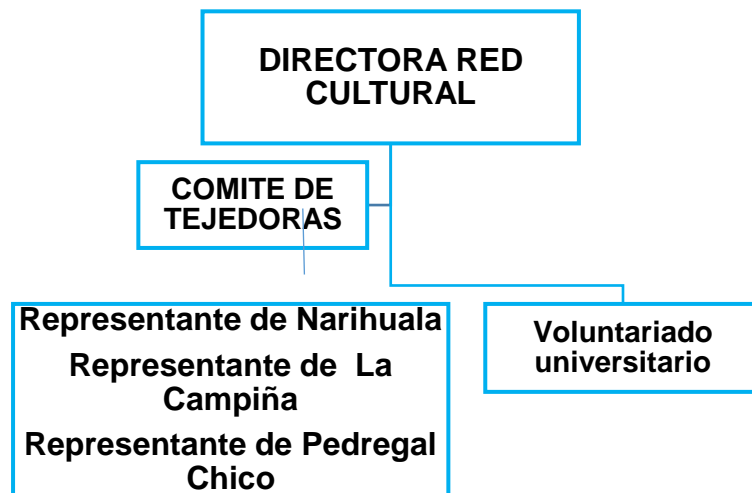 DIRECTORA RED
CULTURAL
COMITE DE
TEJEDORAS
Representante de Narihuala
Representante de La
Campiña
Representante de Pedregal
Chico
Voluntariado
universitario